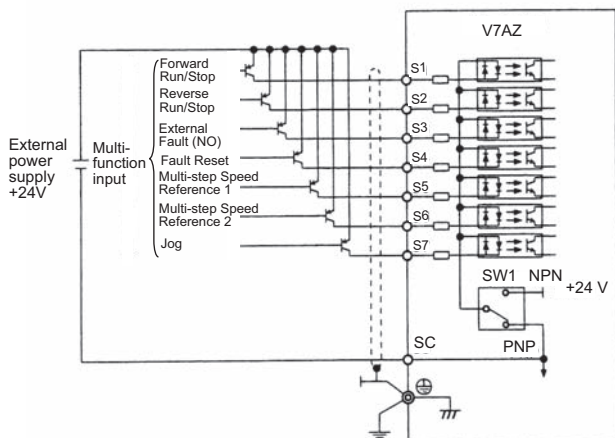 V7AZ
Forward
Run/Stop
Reverse
Run/Stop
External
Fault (NO)
Fault Reset
Multi-step Speed
Reference 1
Multi-step Speed
Reference 2
Jog
External
power
supply
+24V
Multi-
function
input
S1
S2
S3
S4
S5
S6
S7
SW1 NPN
+24 V
PNP
SC